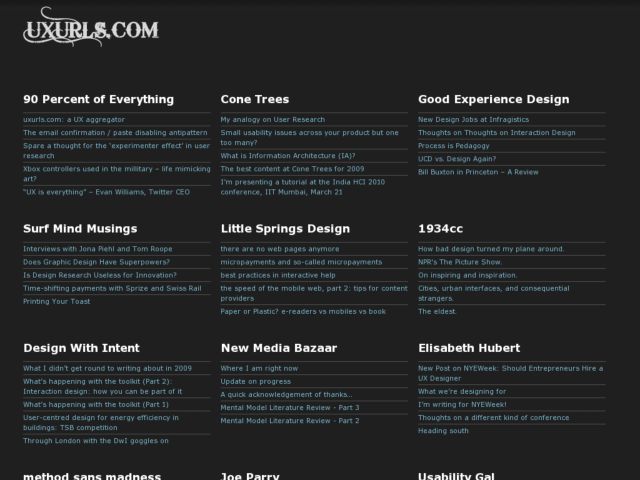 UXURLS.COM
90 Percent of Everything
uxurls.com: a UX aggregator
The email confirmation / paste disabling antipattern
Spare a thought for the 'experimenter effect' in user
research
Xbox controllers used in the millitary – life mimicking
art?
"UX is everything" – Evan Williams, Twitter CEO
Cone Trees
My analogy on User Research
Small usability issues across your product but one
too many?
What is Information Architecture (IA)?
The best content at Cone Trees for 2009
I'm presenting a tutorial at the India HCI 2010
conference, IIT Mumbai, March 21
Good Experience Design
New Design Jobs at Infragistics
Thoughts on Thoughts on Interaction Design
Process is Pedagogy
UCD vs. Design Again?
Bill Buxton in Princeton – A Review
Surf Mind Musings
Interviews with Jona Piehl and Tom Roope
Does Graphic Design Have Superpowers?
Is Design Research Useless for Innovation?
Time-shifting payments with Sprize and Swiss Rail
Printing Your Toast
Little Springs Design
there are no web pages anymore
micropayments and so-called micropayments
best practices in interactive help
the speed of the mobile web, part 2: tips for content
providers
Paper or Plastic? e-readers vs mobiles vs book
1934cc
How bad design turned my plane around.
NPR's The Picture Show.
On inspiring and inspiration.
Cities, urban interfaces, and consequential
strangers.
The eldest.
Design With Intent
What I didn't get round to writing about in 2009
What's happening with the toolkit (Part 2):
Interaction design: how you can be part of it
What's happening with the toolkit (Part 1)
User-centred design for energy efficiency in
buildings: TSB competition
Through London with the DwI goggles on
New Media Bazaar
Where I am right now
Update on progress
A quick acknowledgement of thanks...
Mental Model Literature Review - Part 3
Mental Model Literature Review - Part 2
Elisabeth Hubert
New Post on NYEWeek: Should Entrepreneurs Hire a
UX Designer
What we're designing for
I'm writing for NYEWeek!
Thoughts on a different kind of conference
Heading south
method sans madness
Joe Parry
Usability Gal